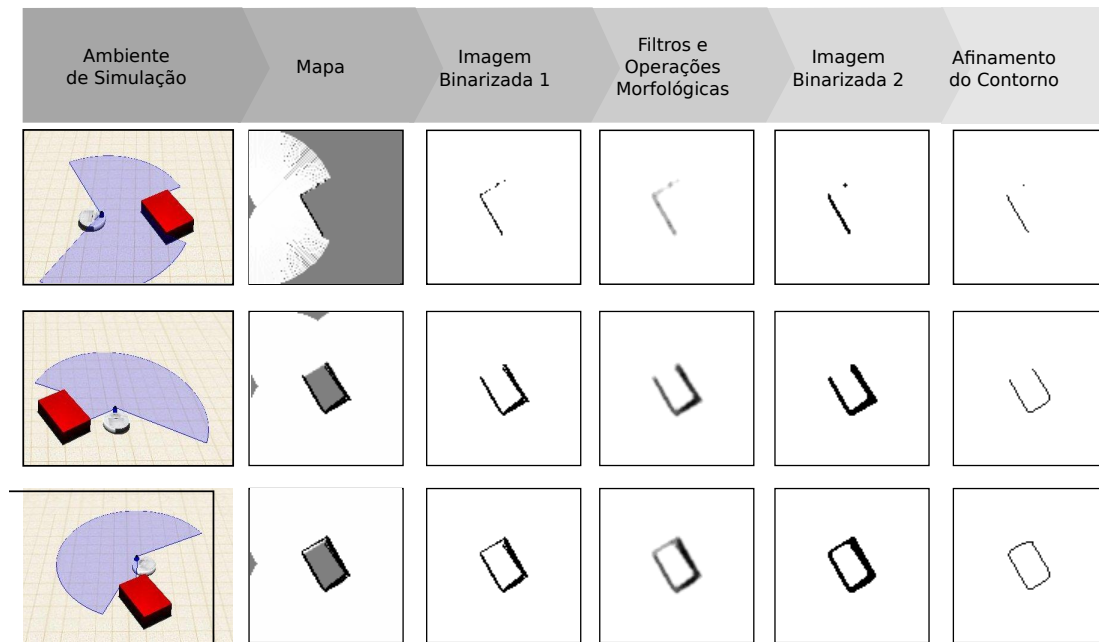 Ambiente
de Simulação
Mapa
Imagem
Binarizada 1
Filtros e
Operações
Morfológicas
Imagem
Binarizada 2
Afinamento
do Contorno